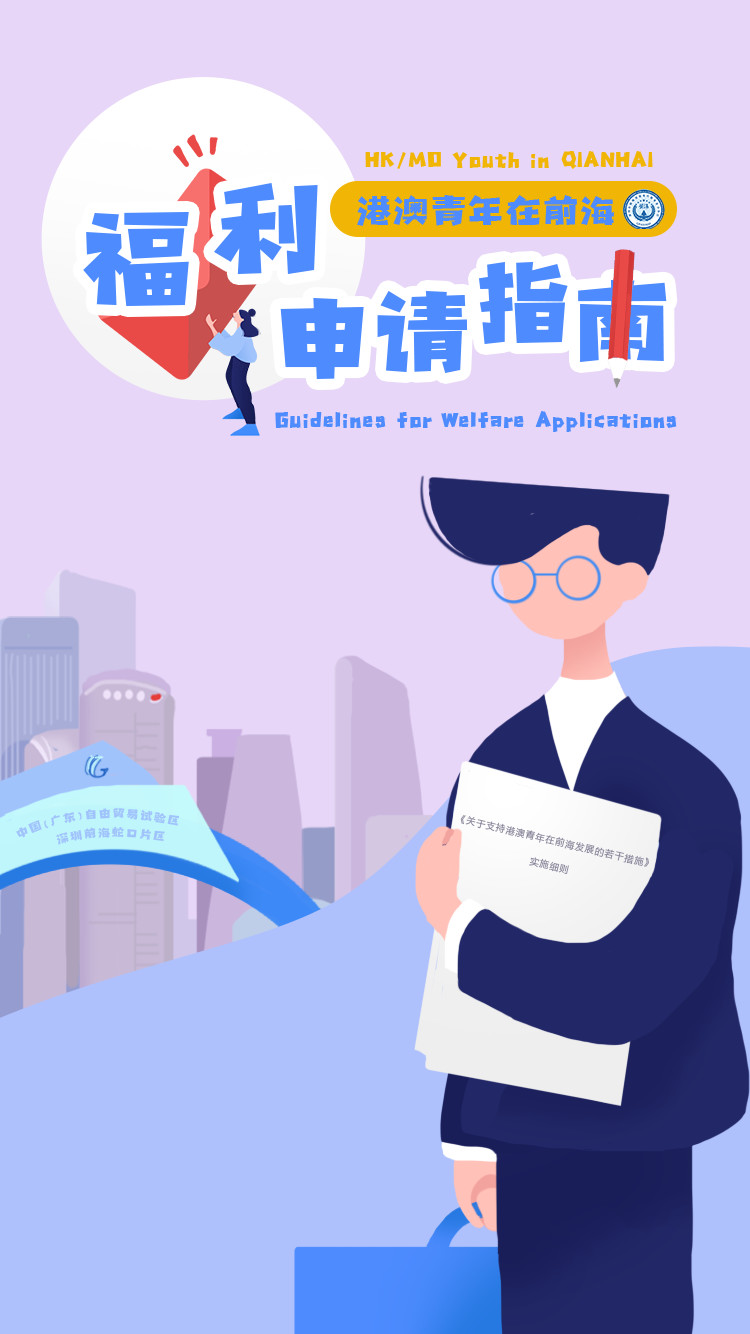 HK/MO Youth in QIANHAI
港澳青年在前海
福利
申请指南
Guidelines for Welfare Applications
中国(广东)自由贸易试验区
深圳前海蛇口片区
《关于支持港澳青年在前海发展的若干措施》
实施细则